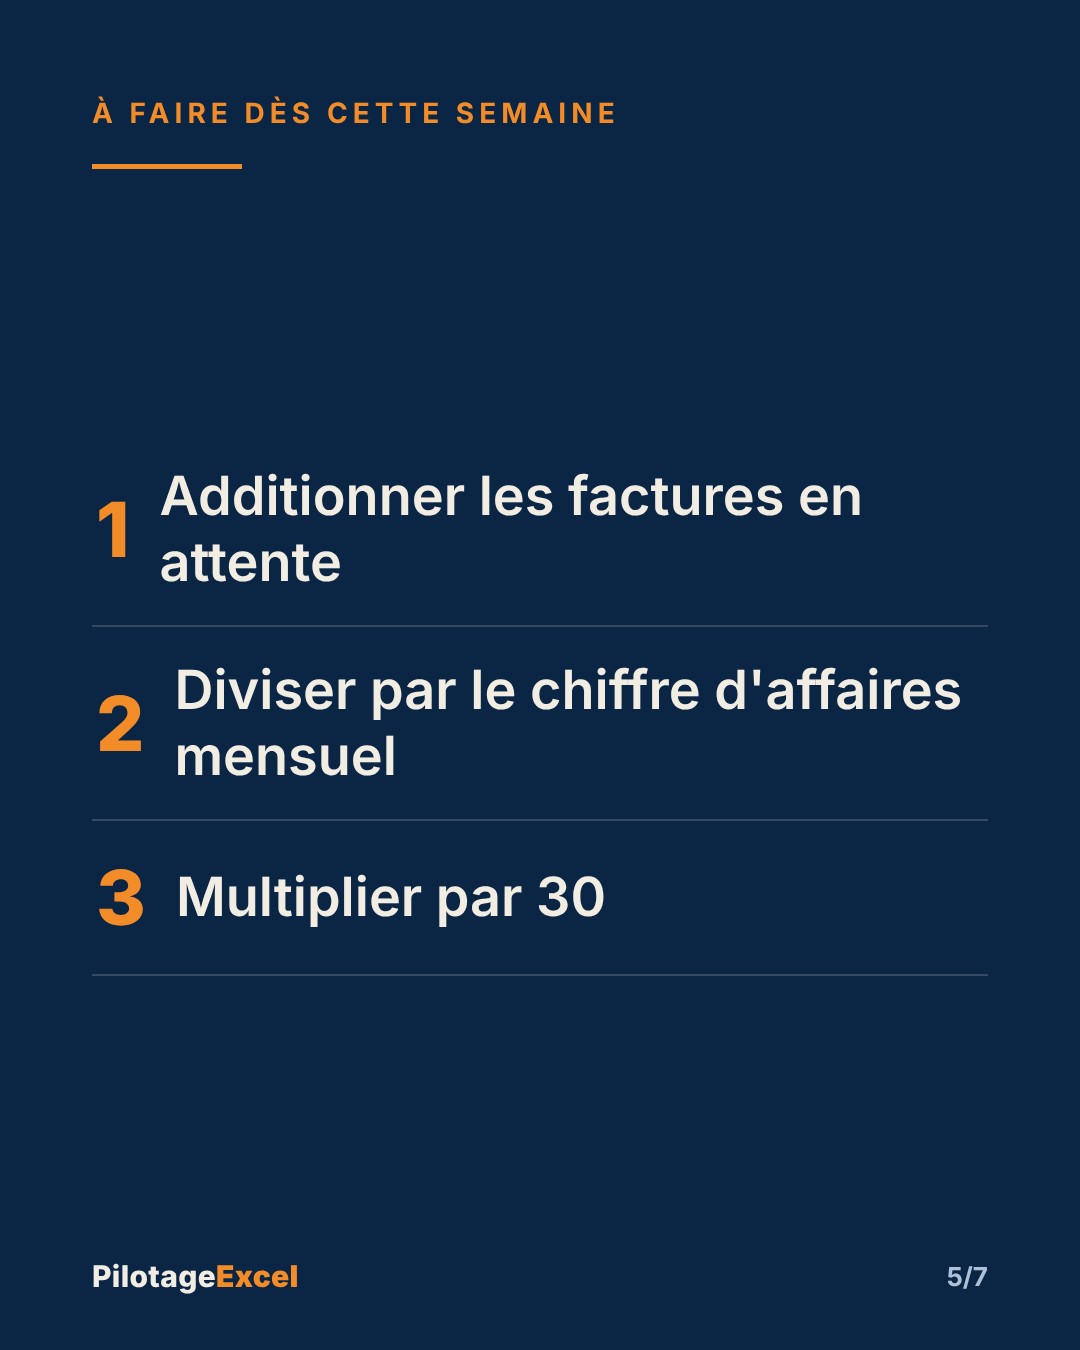 À FAIRE DÈS CETTE SEMAINE
1 Additionner les factures en
attente
2 Diviser par le chiffre d'affaires
mensuel
3 Multiplier par 30
PilotageExcel
5/7